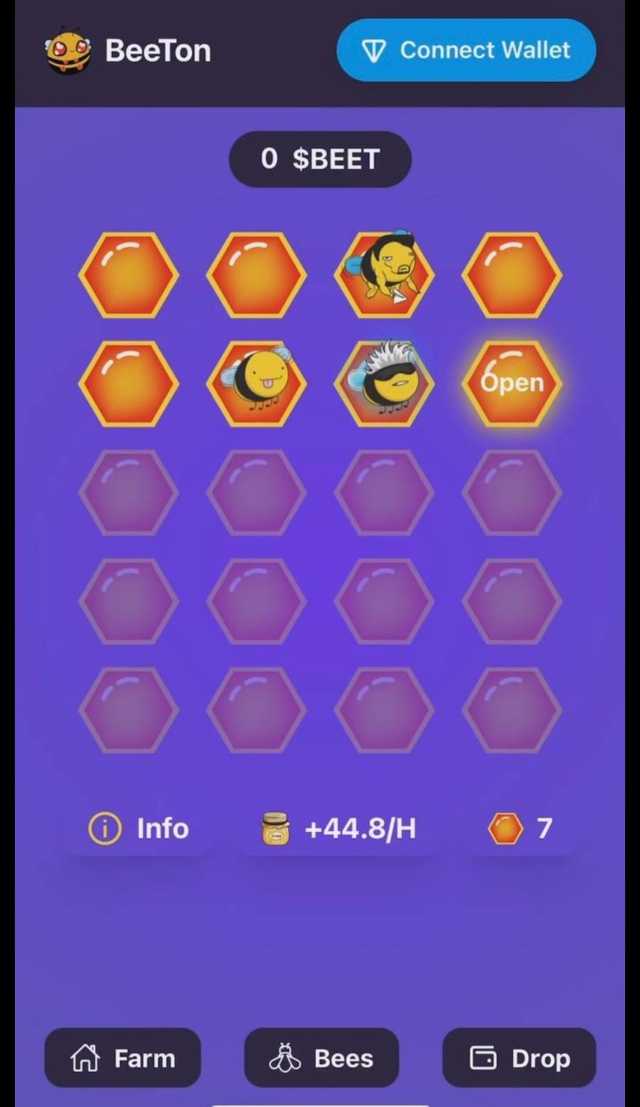 BeeTon
Connect Wallet
0 $BEET
Open
Info
+44.8/H
7
Farm
Bees
Drop